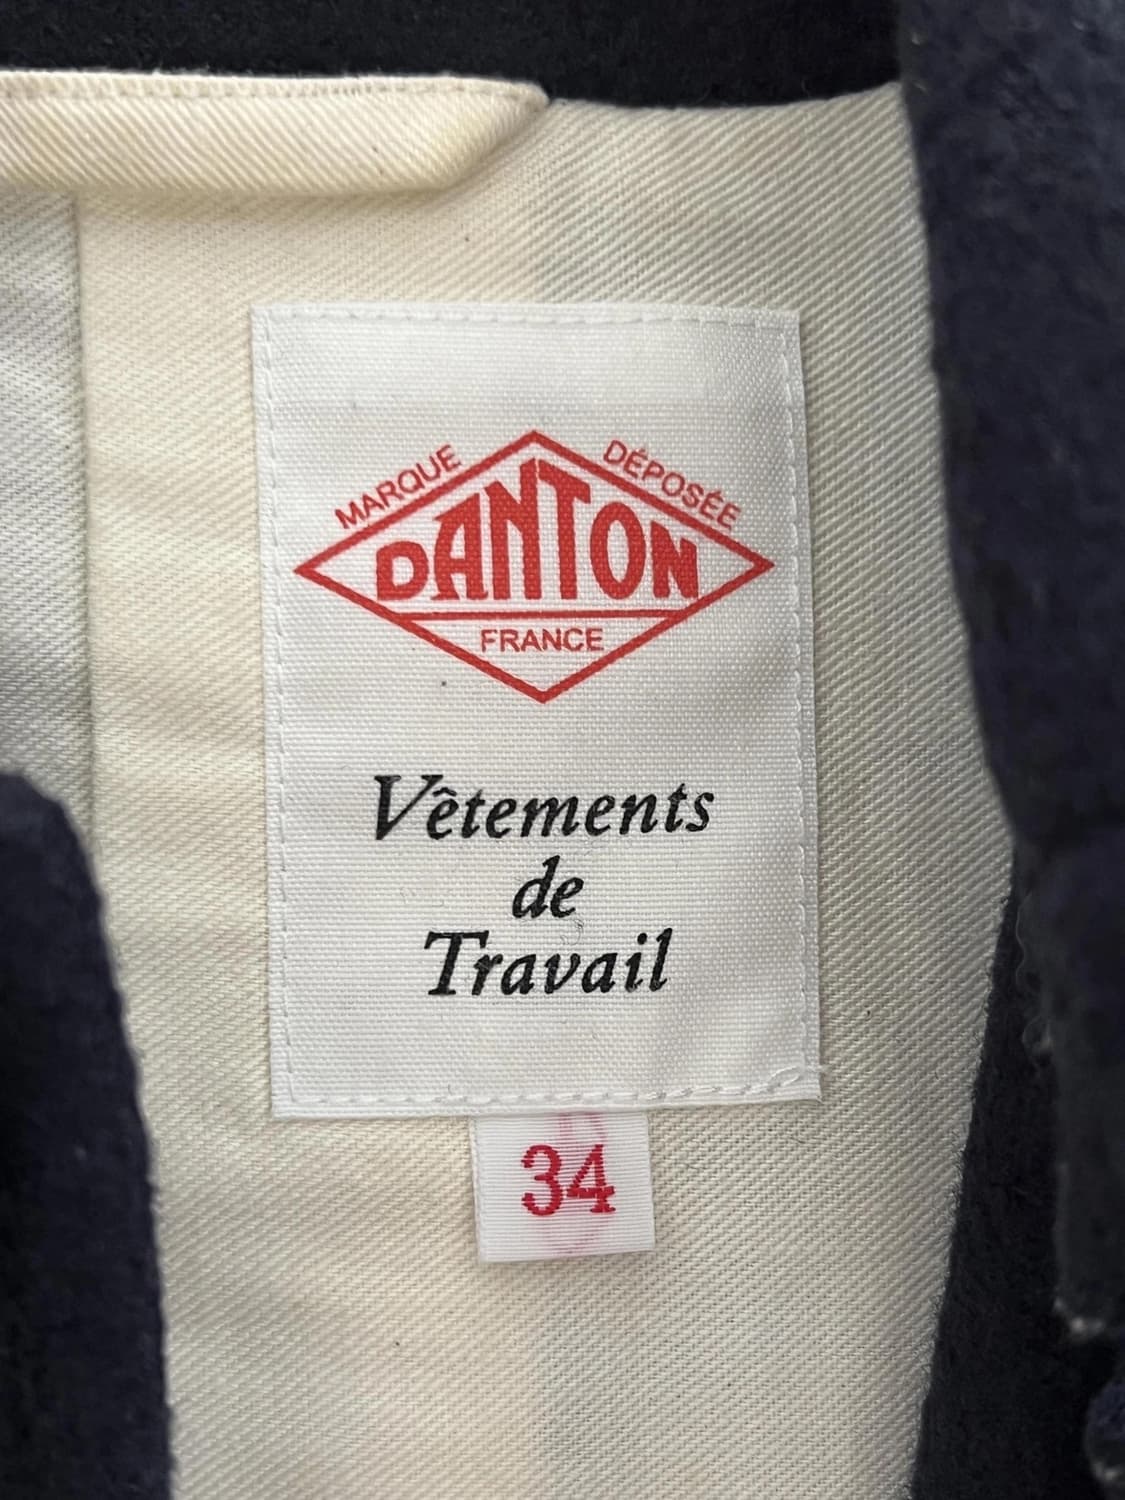 MARQUE DÉPOSÉE
DANTON
FRANCE
Vêtements
de
Travail
34